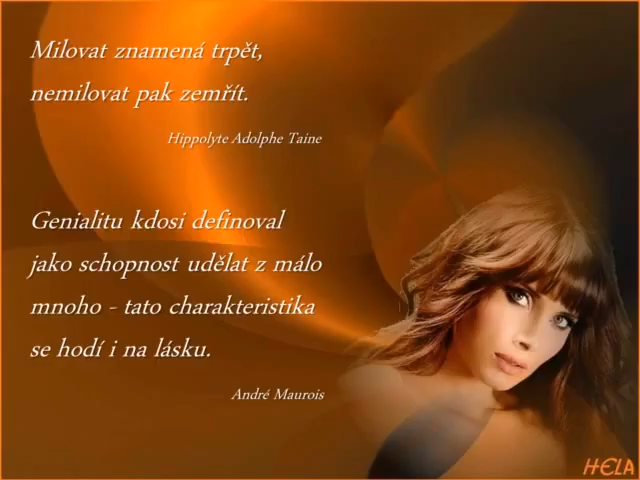 Milovat znamená trpět,
nemilovat pak zemřít.
Hippolyte Adolphe Taine
Genialitu kdosi definoval
jako schopnost udělat z málo
mnoho - tato charakteristika
se hodí i na lásku.
André Maurois
HELA